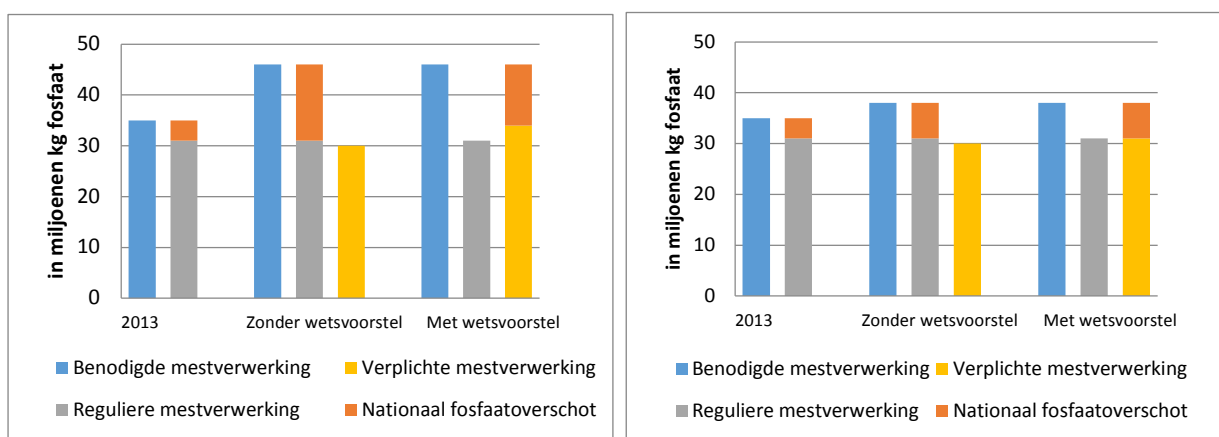 in miljoenen kg fosfaat
50
40
30
20
10
0
2013 Zonder wetsvoorstel Met wetsvoorstel
Benodigde mestverwerking Verplichte mestverwerking
Reguliere mestverwerking Nationaal fosfaatoverschot
in miljoenen kg fosfaat
50
40
30
20
10
0
2013 Zonder wetsvoorstel Met wetsvoorstel
Benodigde mestverwerking Verplichte mestverwerking
Reguliere mestverwerking Nationaal fosfaatoverschot